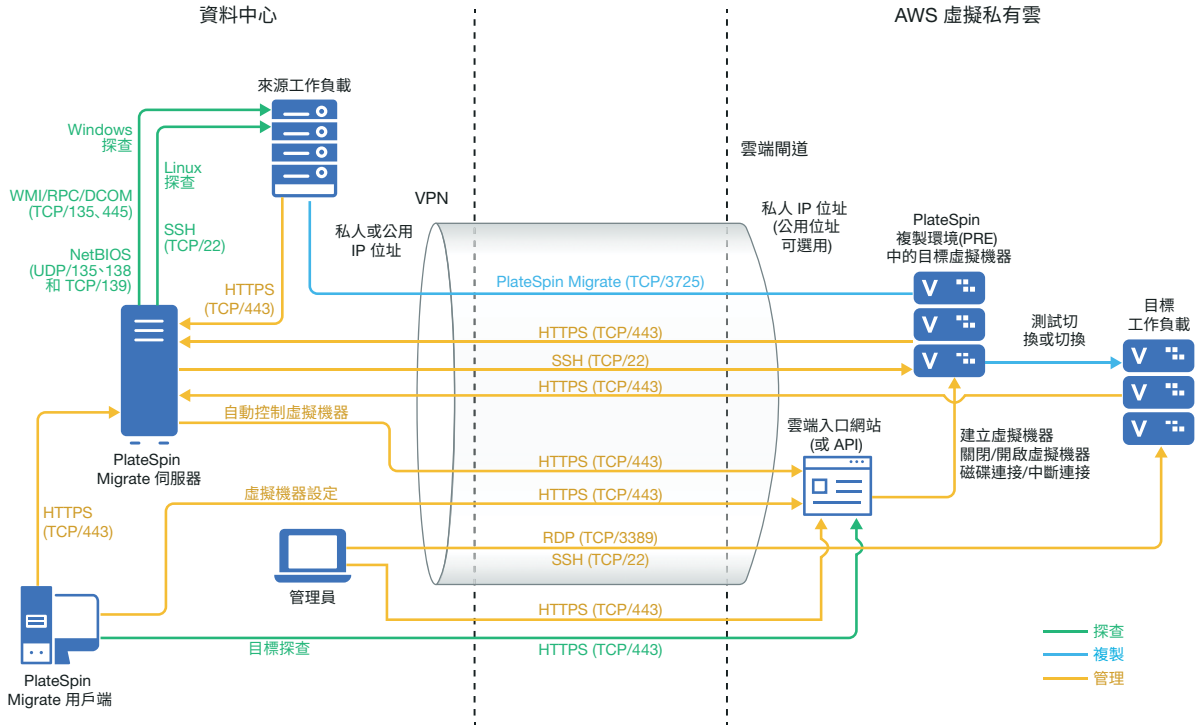 資料中心
AWS 虛擬私有雲
來源工作負載
Windows
探查
Linux
探查
WMI/RPC/DCOM
(TCP/135、445)
SSH
(TCP/22)
NetBIOS
(UDP/135、138
和 TCP/139)
HTTPS
(TCP/443)
VPN
私人或公用
IP 位址
雲端閘道
私人 IP 位址
(公用位址
可選用)
PlateSpin
複製環境(PRE)
中的目標虛擬機器
PlateSpin Migrate (TCP/3725)
HTTPS (TCP/443)
SSH (TCP/22)
HTTPS (TCP/443)
V
V
V
測試切
換或切換
目標
工作負載
V
V
V
自動控制虛擬機器
HTTPS (TCP/443)
雲端入口網站
(或 API)
建立虛擬機器
關閉/開啟虛擬機器
磁碟連接/中斷連接
PlateSpin
Migrate 伺服器
虛擬機器設定
HTTPS (TCP/443)
HTTPS
(TCP/443)
RDP (TCP/3389)
SSH (TCP/22)
管理員
HTTPS (TCP/443)
目標探查
HTTPS (TCP/443)
PlateSpin
Migrate 用戶端
探查
複製
管理